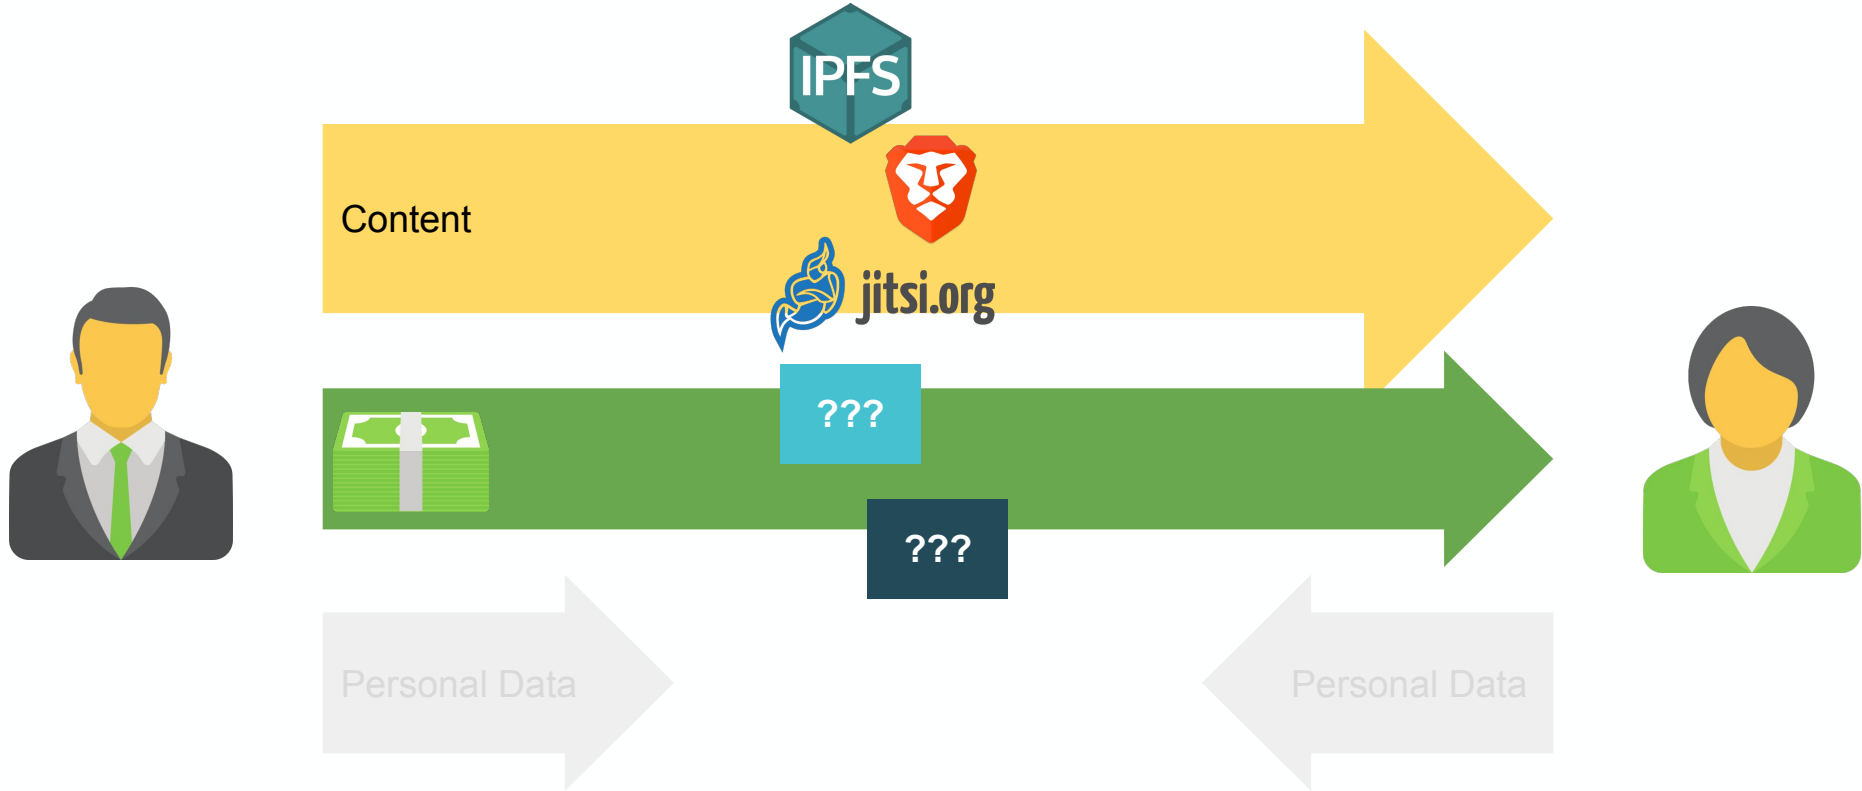 IPFS
Content
jitsi.org
???
???
Personal Data
Personal Data